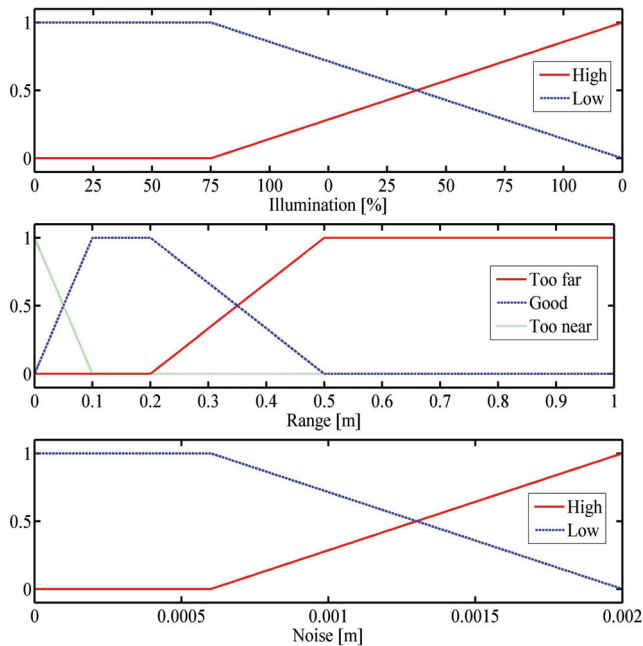 1
0.5
0
High
Low
0 25 50 75 100 0 25 50 75 100 0
Illumination [%]
1
0.5
0
Too far
Good
Too near
0 0.1 0.2 0.3 0.4 0.5 0.6 0.7 0.8 0.9 1
Range [m]
1
0.5
0
High
Low
0 0.0005 0.001 0.0015 0.002
Noise [m]